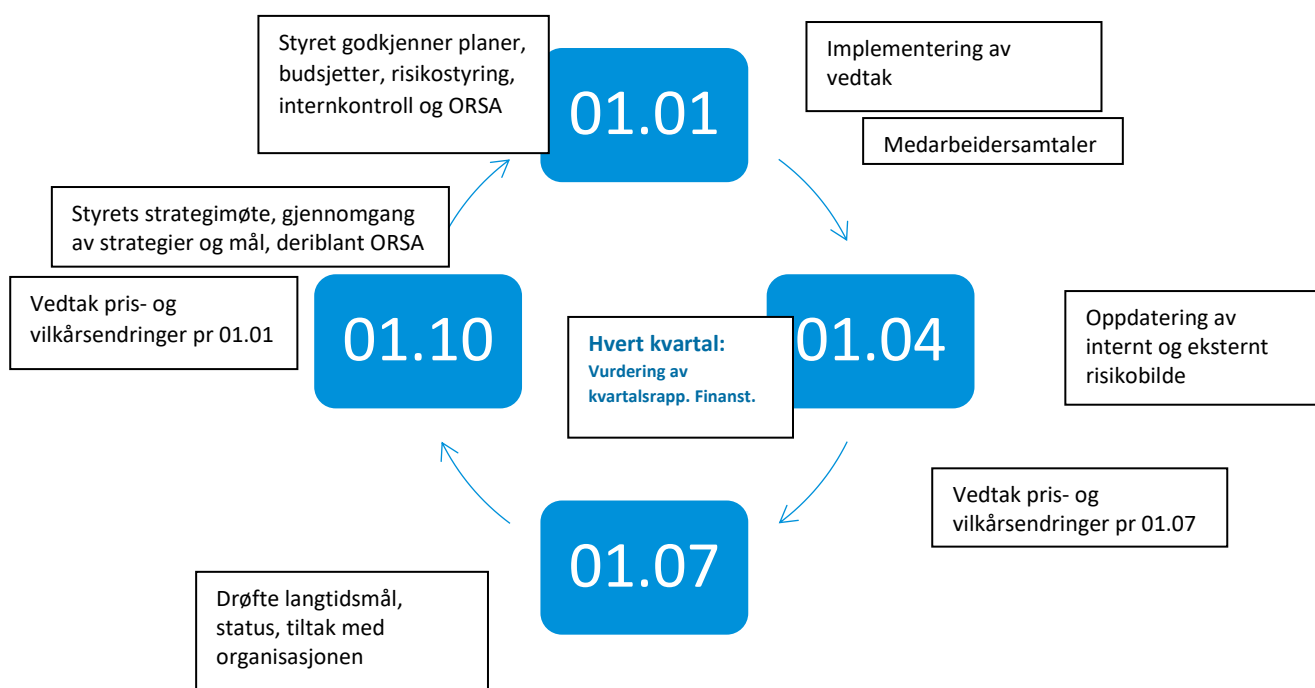 Styret godkjenner planer,
budsjetter, risikostyring,
internkontroll og ORSA
01.01
Implementering av
vedtak
Medarbeidersamtaler
Styrets strategimøte, gjennomgang
av strategier og mål, deriblant ORSA
Vedtak pris- og
vilkårsendringer pr 01.01
01.10
Hvert kvartal:
Vurdering av
kvartalsrapp. Finanst.
01.04
Oppdatering av
internt og eksternt
risikobilde
Vedtak pris- og
vilkårsendringer pr 01.07
01.07
Drøfte langtidsmål,
status, tiltak med
organisasjonen